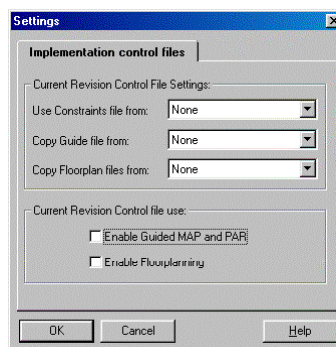 Settings
Implementation control files
Current Revision Control File Settings:
Use Constraints file from: None
Copy Guide file from: None
Copy Floorplan files from: None
Current Revision Control file use:
Enable Guided MAP and PAR
Enable Floorplanning
OK Cancel Help